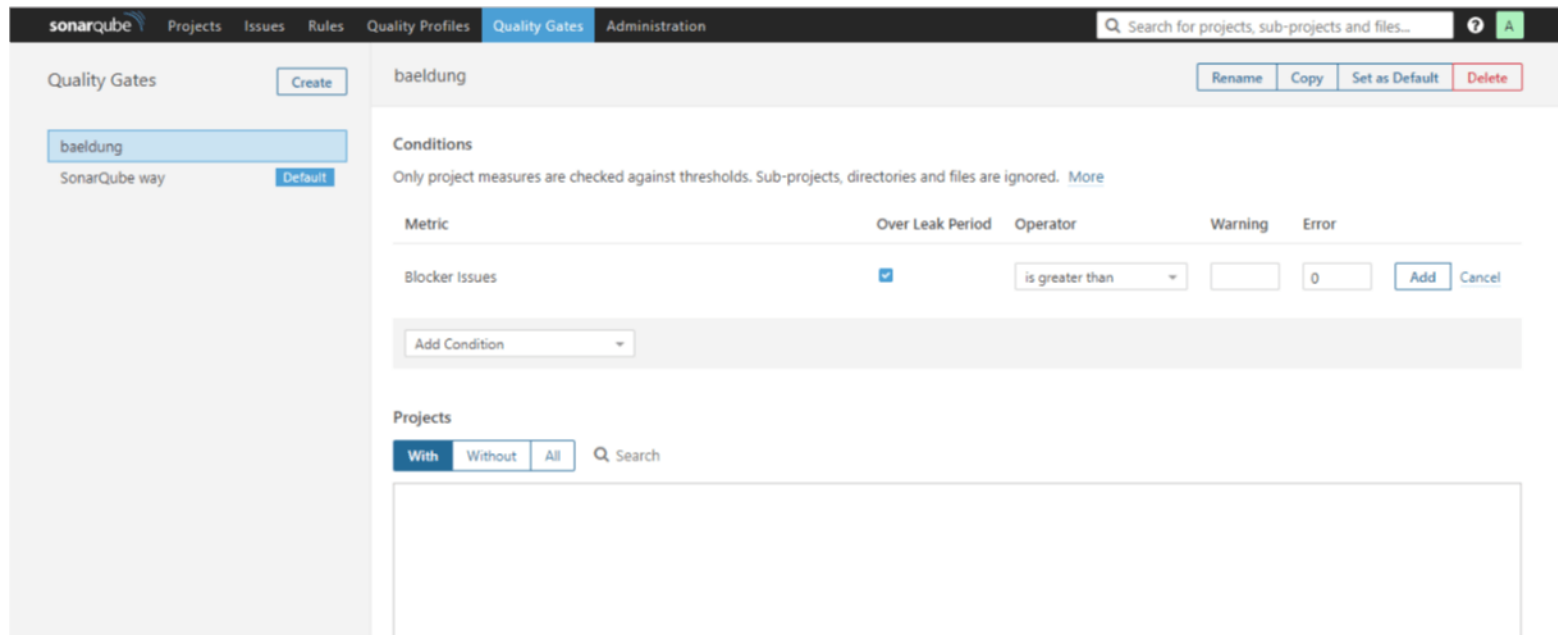 sonarqube Projects Issues Rules Quality Profiles Quality Gates Administration Search for projects, sub-projects and files... ? A
Quality Gates Create
baeldung
SonarQube way Default
baeldung Rename Copy Set as Default Delete
Conditions
Only project measures are checked against thresholds. Sub-projects, directories and files are ignored. More
Metric Over Leak Period Operator Warning Error
Blocker Issues is greater than 0 Add Cancel
Add Condition
Projects
With Without All Search